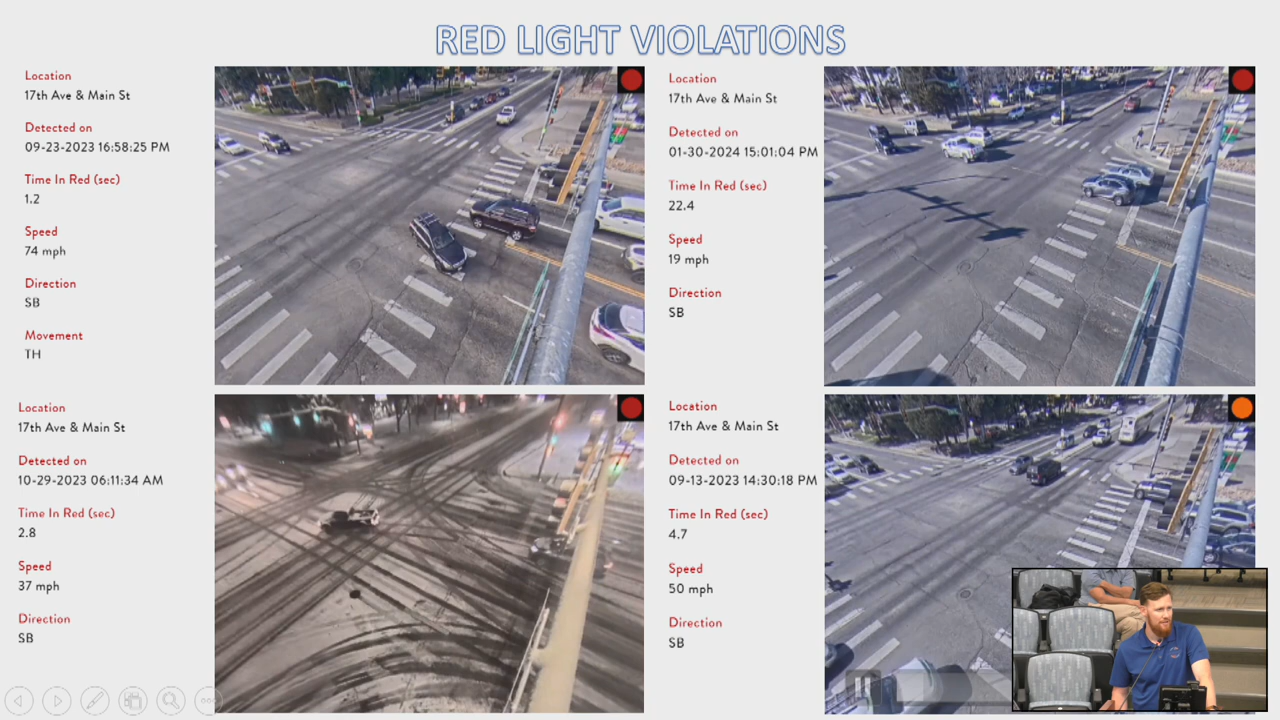 RED LIGHT VIOLATIONS
Location
17th Ave & Main St
Detected on
09-23-2023 16:58:25 PM
Time In Red (sec)
1.2
Speed
74 mph
Direction
SB
Movement
TH
Location
17th Ave & Main St
Detected on
01-30-2024 15:01:04 PM
Time In Red (sec)
22.4
Speed
19 mph
Direction
SB
Location
17th Ave & Main St
Detected on
10-29-2023 06:11:34 AM
Time In Red (sec)
2.8
Speed
37 mph
Direction
SB
Location
17th Ave & Main St
Detected on
09-13-2023 14:30:18 PM
Time In Red (sec)
4.7
Speed
50 mph
Direction
SB